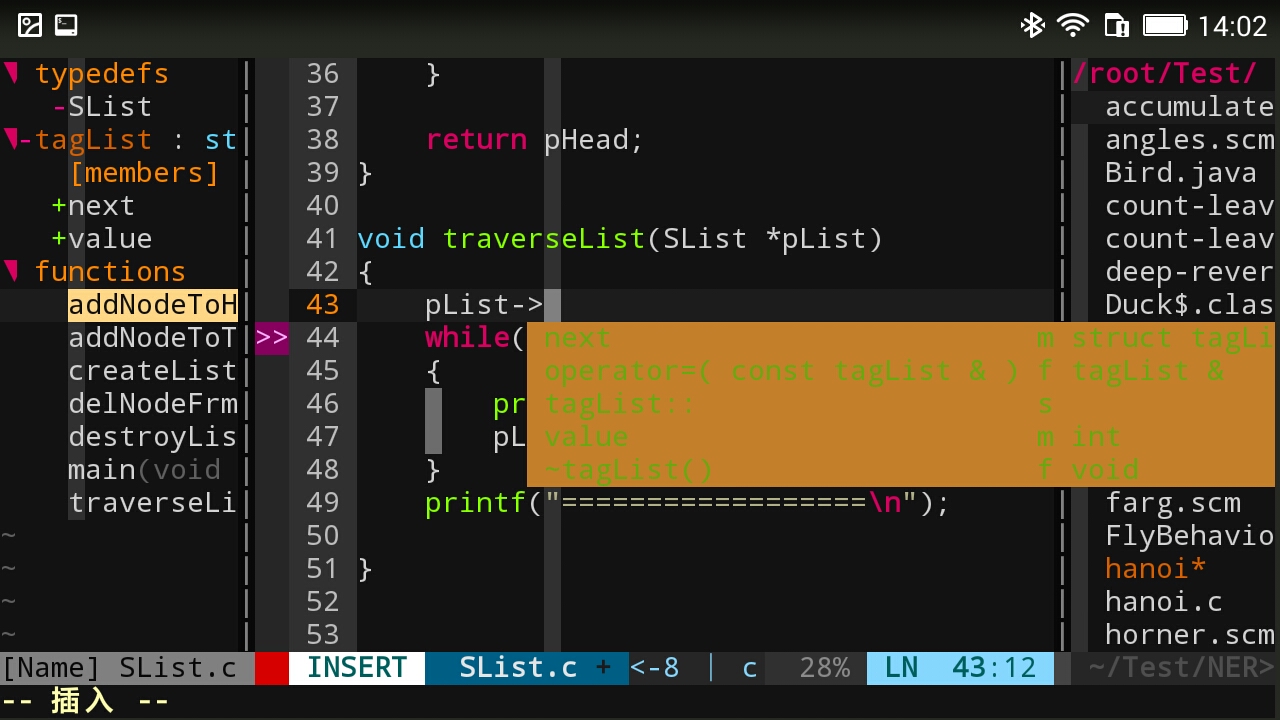 14:02
typedefs
-SList
-tagList : st
[members]
+next
+value
functions
addNodeToH
addNodeToT
createList
delNodeFrm
destroyLis
main(void
traverseLi
~
~
~
~
[Name] SList.c
36 }
37
38 return pHead;
39 }
40
41 void traverseList(SList *pList)
42 {
43 pList->
>> 44 while(
45 {
46 pr
47 pL
48 }
49 printf("==================\n");
50
51 }
52
53
next m struct tagLi
operator=( const tagList & ) f tagList &
tagList:: s
value m int
~tagList() f void
INSERT SList.c + <-8 | c 28% LN 43:12
/root/Test/
accumulate
angles.scm
Bird.java
count-leav
count-leav
deep-rever
Duck$.clas
farg.scm
FlyBehavio
hanoi*
hanoi.c
horner.scm
~/Test/NER>
-- 插入 --